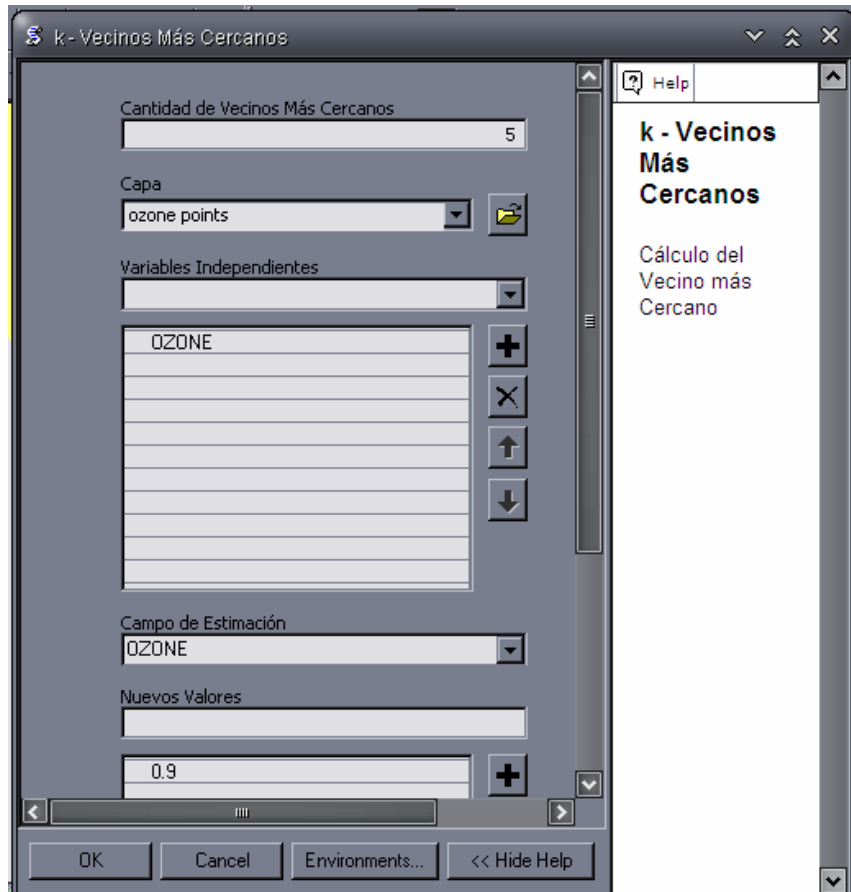 k - Vecinos Más Cercanos
Cantidad de Vecinos Más Cercanos
5
Capa
ozone points
Variables Independientes
OZONE
Campo de Estimación
OZONE
Nuevos Valores
0.9
OK
Cancel
Environments...
<< Hide Help
Help
k - Vecinos
Más
Cercanos
Cálculo del
Vecino más
Cercano